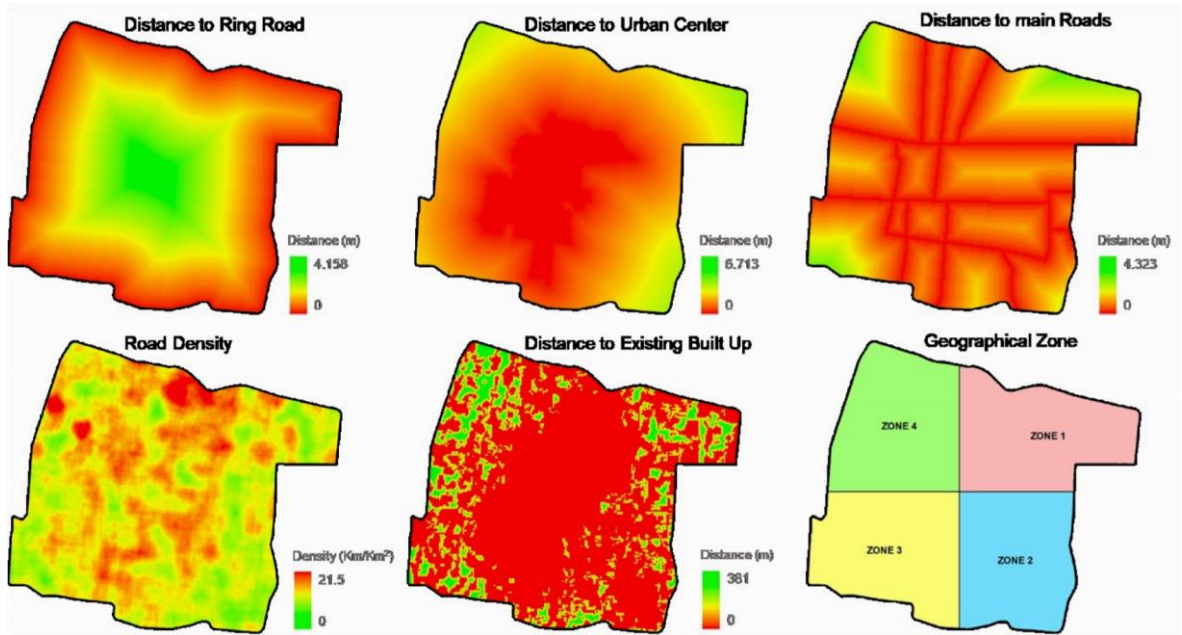 Distance to Ring Road
Distance to Urban Center
Distance to main Roads
Distance (m)
4.158
0
Distance (m)
6.713
0
Distance (m)
4.323
0
Road Density
Distance to Existing Built Up
Geographical Zone
Density (Km/Km²)
21.5
0
Distance (m)
381
0
ZONE 4
ZONE 1
ZONE 3
ZONE 2